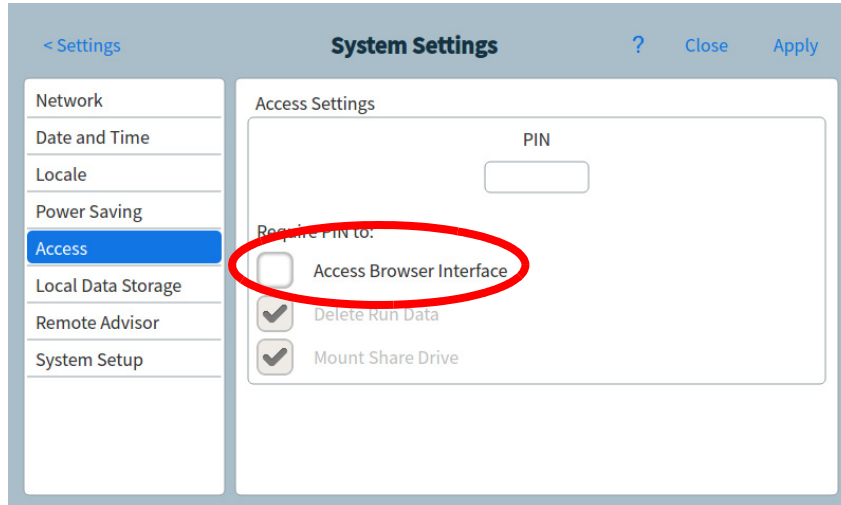 < Settings System Settings ? Close Apply
Network
Date and Time
Locale
Power Saving
Access
Local Data Storage
Remote Advisor
System Setup
Access Settings
PIN
Require PIN to:
Access Browser Interface
Delete Run Data
Mount Share Drive